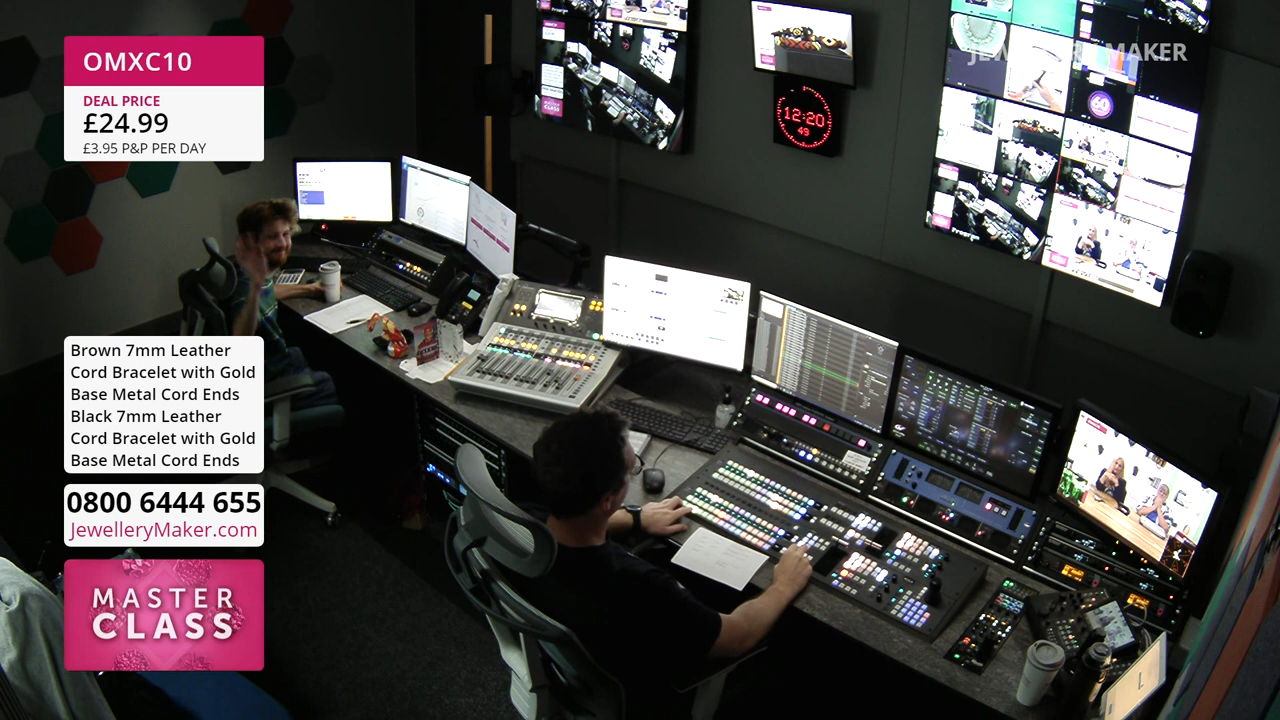 OMXC10
DEAL PRICE
£24.99
£3.95 P&P PER DAY
JEWELLERYMAKER
12:20
49
60
Brown 7mm Leather
Cord Bracelet with Gold
Base Metal Cord Ends
Black 7mm Leather
Cord Bracelet with Gold
Base Metal Cord Ends
0800 6444 655
JewelleryMaker.com
MASTER
CLASS